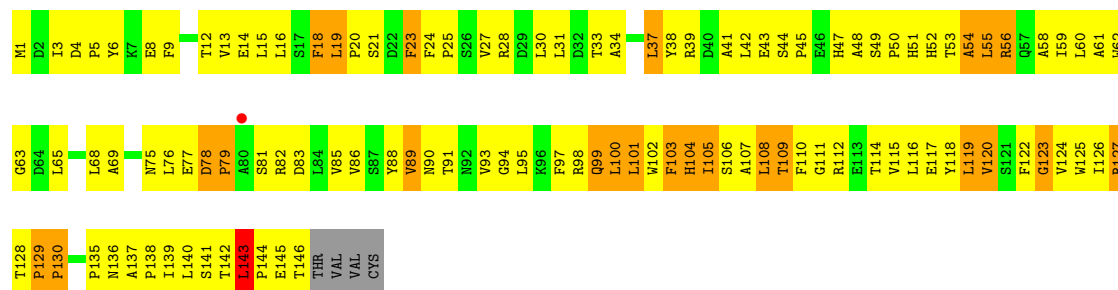 M1 D2 I3 D4 P5 Y6 K7 E8 F9 T12 V13 E14 L15 L16 S17 F18 L19 P20 S21 D22 F23 F24 P25 S26 V27 R28 D29 L30 L31 D32 T33 A34 L37 Y38 R39 D40 A41 L42 E43 S44 P45 E46 H47 A48 S49 P50 H51 H52 T53 A54 L55 R56 Q57 A58 I59 L60 A61 W62
G63 D64 L65 L68 A69 N75 L76 E77 D78 P79 A80 S81 R82 D83 L84 V85 V86 S87 Y88 V89 N90 T91 N92 V93 G94 L95 K96 F97 R98 Q99 L100 L101 W102 F103 H104 I105 S106 A107 L108 T109 F110 G111 R112 E113 T114 V115 L116 E117 Y118 L119 V120 S121 F122 G123 V124 W125 I126 R127
T128 P129 P130 P135 N136 A137 P138 I139 L140 S141 T142 L143 P144 E145 T146 THR VAL VAL CYS